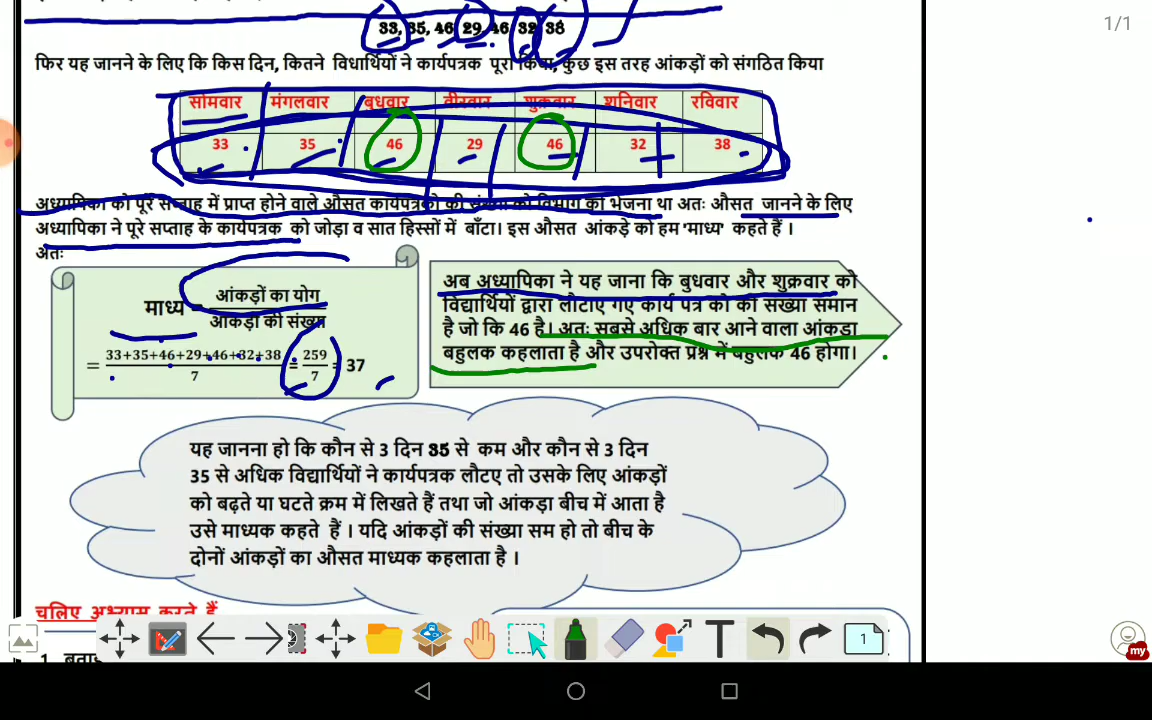 1/1
33, 35, 46, 29, 46, 32, 38
फिर यह जानने के लिए कि किस दिन, कितने विधार्थियों ने कार्यपत्रक पूरा किया, कुछ इस तरह आंकड़ों को संगठित किया
सोमवार मंगलवार बुधवार वीरवार शुक्रवार शनिवार रविवार
33 35 46 29 46 32 38
अध्यापिका को पूरे सप्ताह में प्राप्त होने वाले औसत कार्यपत्रको की संख्या को विभाग को भेजना था अतः औसत जानने के लिए
अध्यापिका ने पूरे सप्ताह के कार्यपत्रक को जोड़ा व सात हिस्सों में बाँटा। इस औसत आंकड़े को हम 'माध्य' कहते हैं ।
अतः
माध्य = आंकड़ों का योग
आंकड़ों की संख्या
= 33+35+46+29+46+32+38 / 7 = 259 / 7 = 37
अब अध्यापिका ने यह जाना कि बुधवार और शुक्रवार को
विद्यार्थियों द्वारा लौटाए गए कार्य पत्र को की संख्या समान
है जो कि 46 है। अतः सबसे अधिक बार आने वाला आंकड़ा
बहुलक कहलाता है और उपरोक्त प्रश्न में बहुलक 46 होगा।
यह जानना हो कि कौन से 3 दिन 35 से कम और कौन से 3 दिन
35 से अधिक विद्यार्थियों ने कार्यपत्रक लौटए तो उसके लिए आंकड़ों
को बढ़ते या घटते क्रम में लिखते हैं तथा जो आंकड़ा बीच में आता है
उसे माध्यक कहते हैं । यदि आंकड़ों की संख्या सम हो तो बीच के
दोनों आंकड़ों का औसत माध्यक कहलाता है ।
चलिए अभ्यास करते हैं
T 1
my
1.